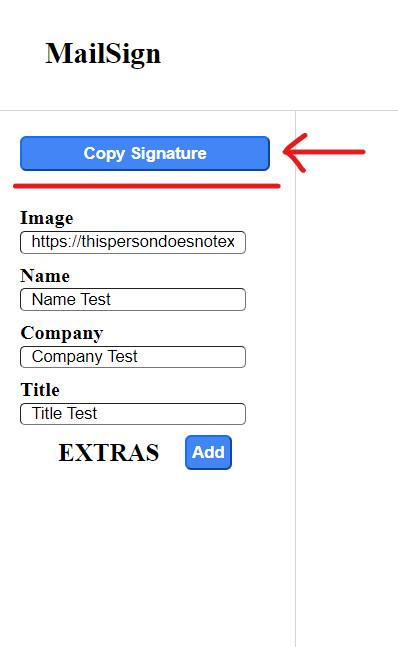 MailSign
Copy Signature
Image
https://thispersondoesnotex
Name
Name Test
Company
Company Test
Title
Title Test
EXTRAS Add